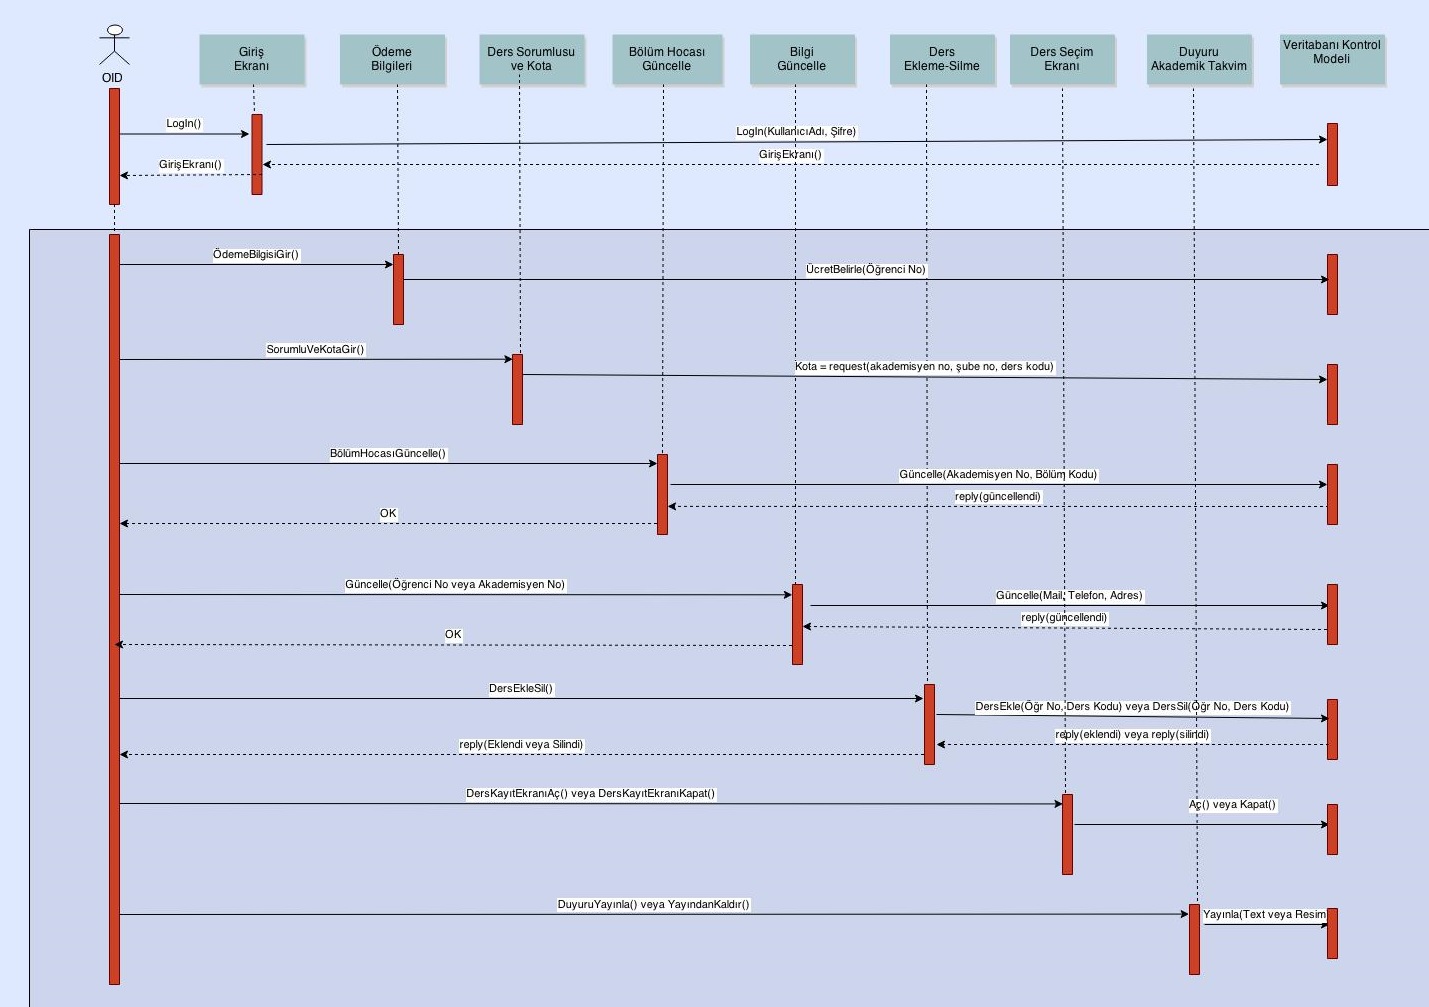 OID
Giriş
Ekranı
Ödeme
Bilgileri
Ders Sorumlusu
ve Kota
Bölüm Hocası
Güncelle
Bilgi
Güncelle
Ders
Ekleme-Silme
Ders Seçim
Ekranı
Duyuru
Akademik Takvim
Veritabanı Kontrol
Modeli
LogIn()
LogIn(KullanıcıAdı, Şifre)
GirişEkranı()
GirişEkranı()
ÖdemeBilgisiGir()
ÜcretBelirle(Öğrenci No)
SorumluVeKotaGir()
Kota = request(akademisyen no, şube no, ders kodu)
BölümHocasıGüncelle()
Güncelle(Akademisyen No, Bölüm Kodu)
reply(güncellendi)
OK
Güncelle(Öğrenci No veya Akademisyen No)
Güncelle(Mail, Telefon, Adres)
reply(güncellendi)
OK
DersEkleSil()
DersEkle(Öğr No, Ders Kodu) veya DersSil(Öğr No, Ders Kodu)
reply(eklendi) veya reply(silindi)
reply(Eklendi veya Silindi)
DersKayıtEkranıAç() veya DersKayıtEkranıKapat()
Aç() veya Kapat()
DuyuruYayınla() veya YayındanKaldır()
Yayınla(Text veya Resim